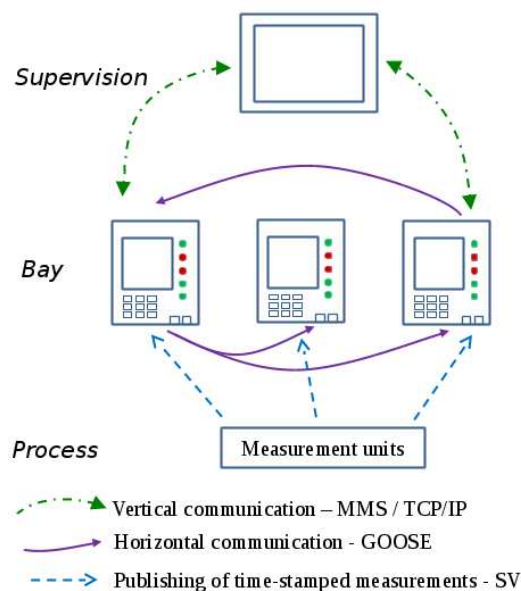 Supervision
Bay
Process
Measurement units
Vertical communication – MMS / TCP/IP
Horizontal communication - GOOSE
Publishing of time-stamped measurements - SV